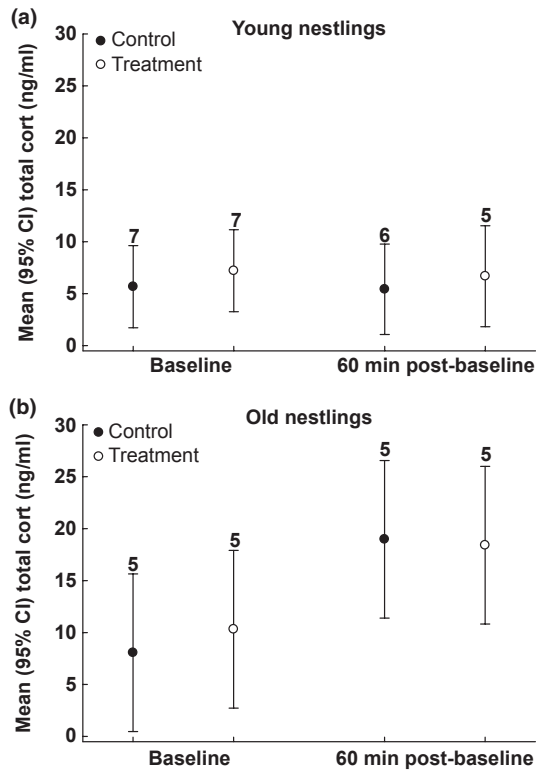 (a)
Young nestlings
Mean (95% CI) total cort (ng/ml)
30
25
20
15
10
5
0
Control
Treatment
7
7
6
5
Baseline
60 min post-baseline
(b)
Old nestlings
Mean (95% CI) total cort (ng/ml)
30
25
20
15
10
5
0
Control
Treatment
5
5
5
5
Baseline
60 min post-baseline